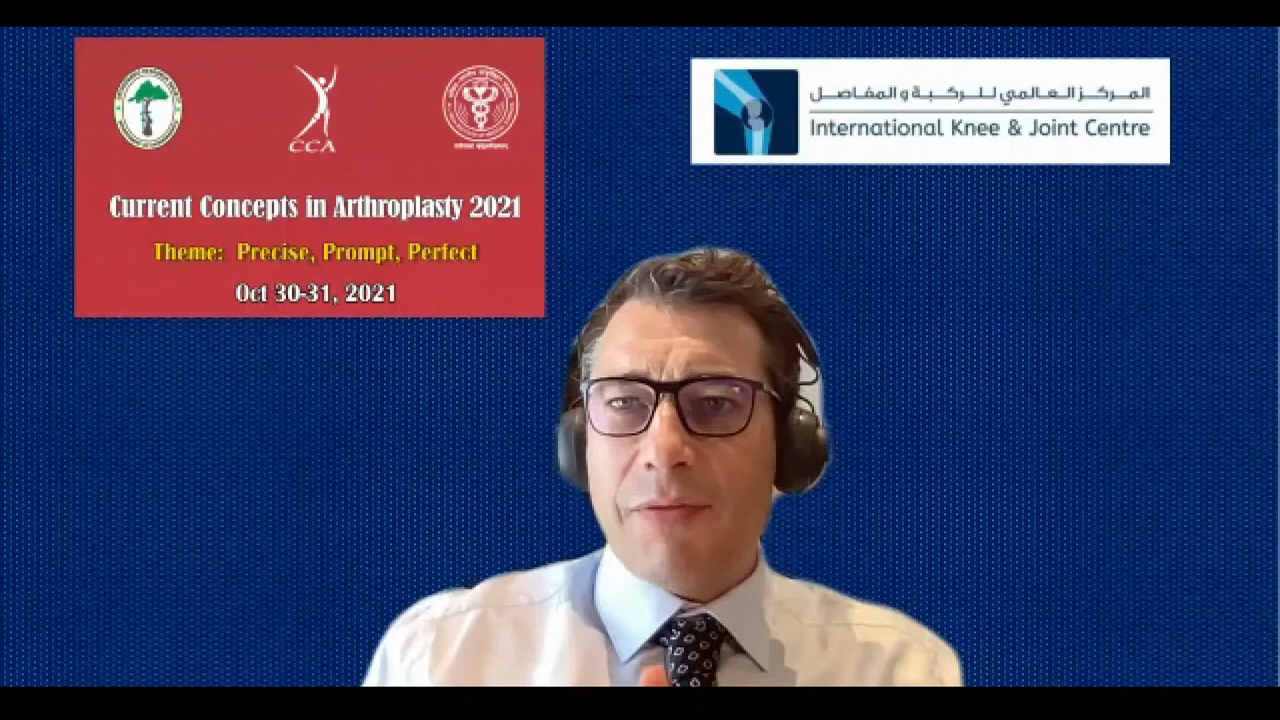 CCA
Current Concepts in Arthroplasty 2021
Theme: Precise, Prompt, Perfect
Oct 30-31, 2021
المركز العالمي للركبة والمفاصل
International Knee & Joint Centre